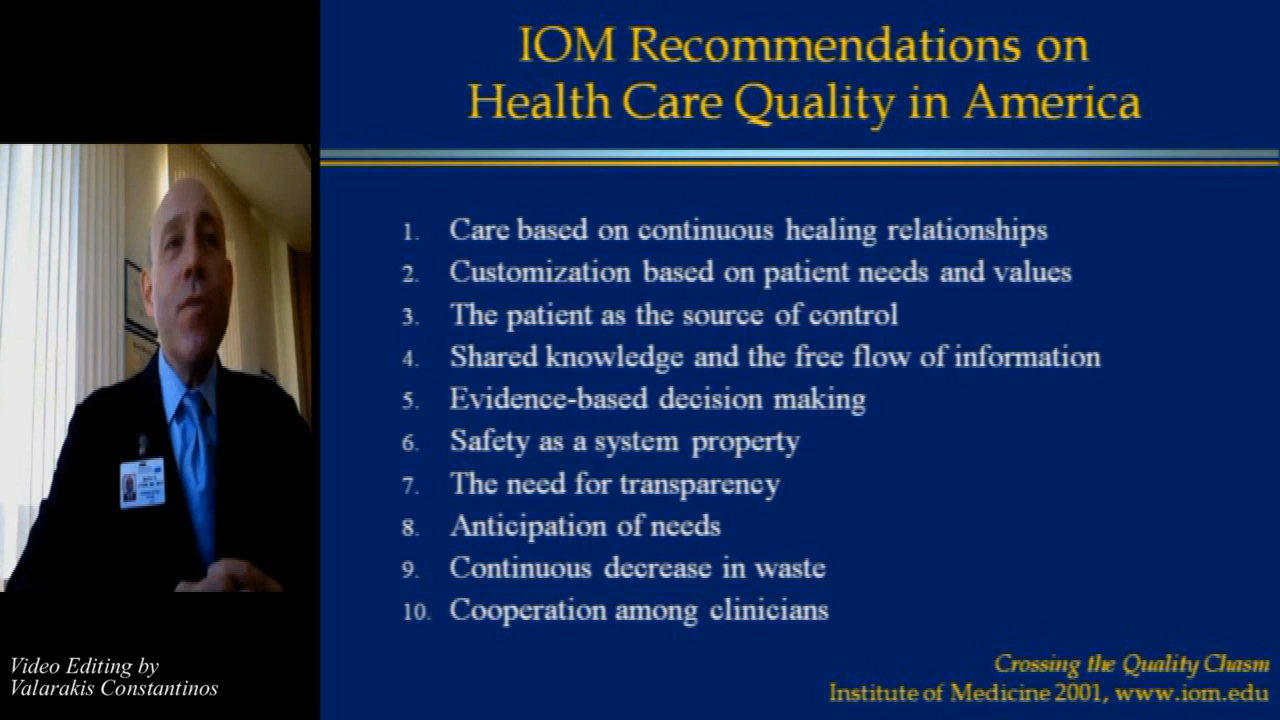 IOM Recommendations on
Health Care Quality in America
1. Care based on continuous healing relationships
2. Customization based on patient needs and values
3. The patient as the source of control
4. Shared knowledge and the free flow of information
5. Evidence-based decision making
6. Safety as a system property
7. The need for transparency
8. Anticipation of needs
9. Continuous decrease in waste
10. Cooperation among clinicians
Crossing the Quality Chasm
Institute of Medicine 2001, www.iom.edu
Video Editing by
Valarakis Constantinos